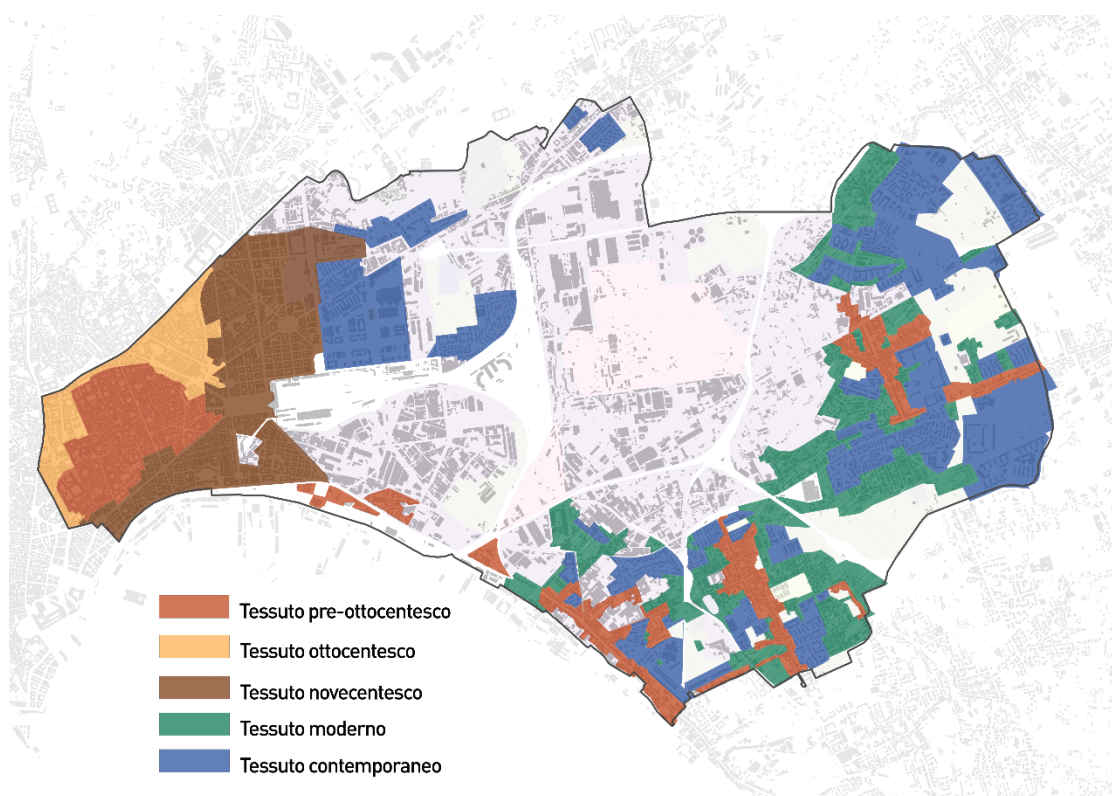 Tessuto pre-ottocentesco
Tessuto ottocentesco
Tessuto novecentesco
Tessuto moderno
Tessuto contemporaneo